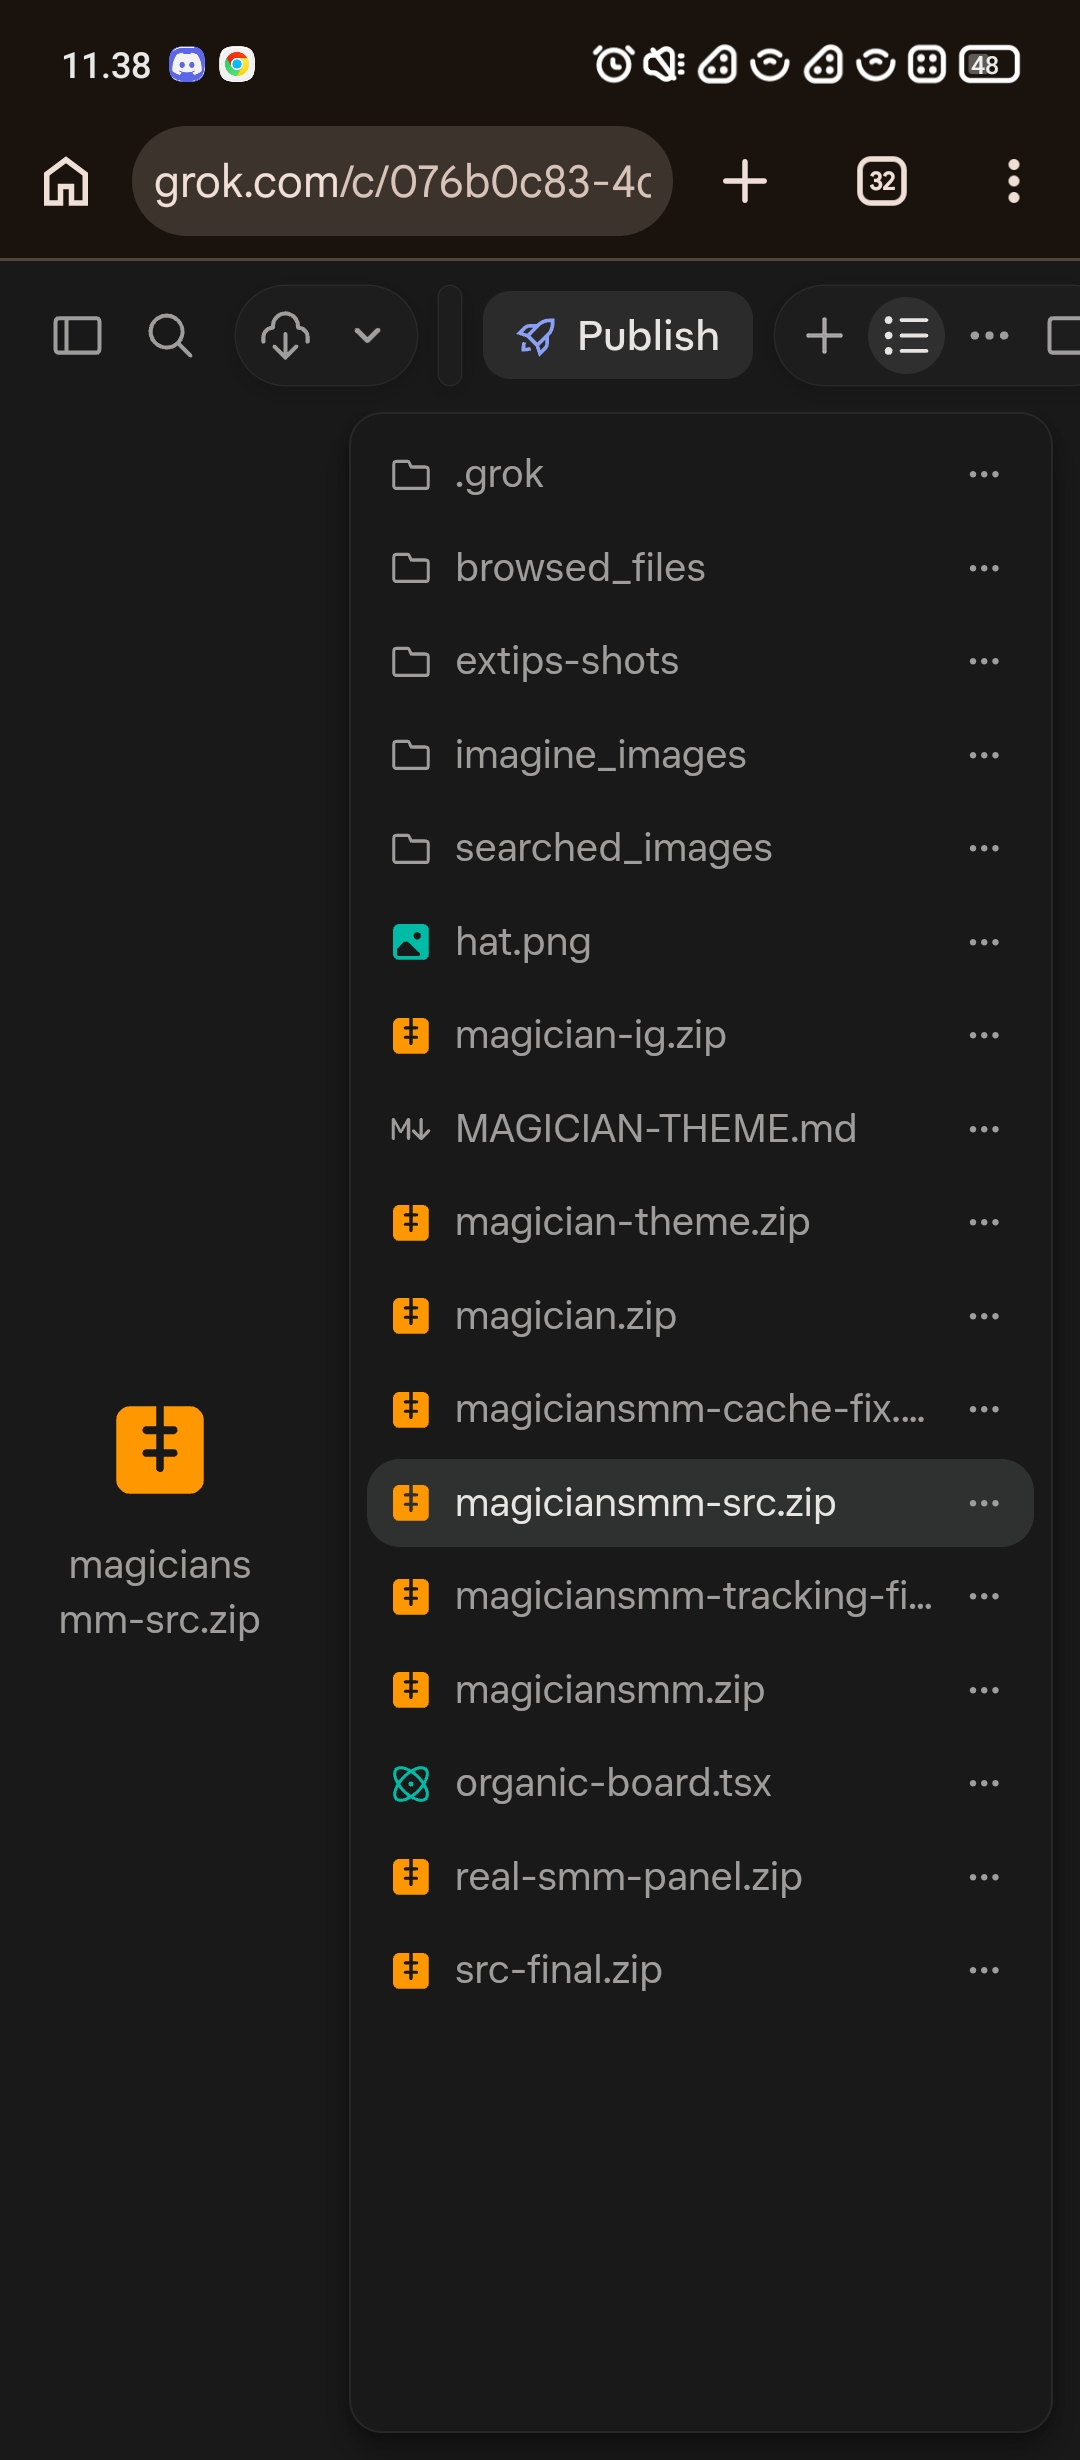 11.38
48
grok.com/c/076b0c83-4c
32
Publish
.grok
browsed_files
extips-shots
imagine_images
searched_images
hat.png
magician-ig.zip
MAGICIAN-THEME.md
magician-theme.zip
magician.zip
magiciansmm-cache-fix....
magiciansmm-src.zip
magiciansmm-tracking-fi...
magiciansmm.zip
organic-board.tsx
real-smm-panel.zip
src-final.zip
magicians
mm-src.zip